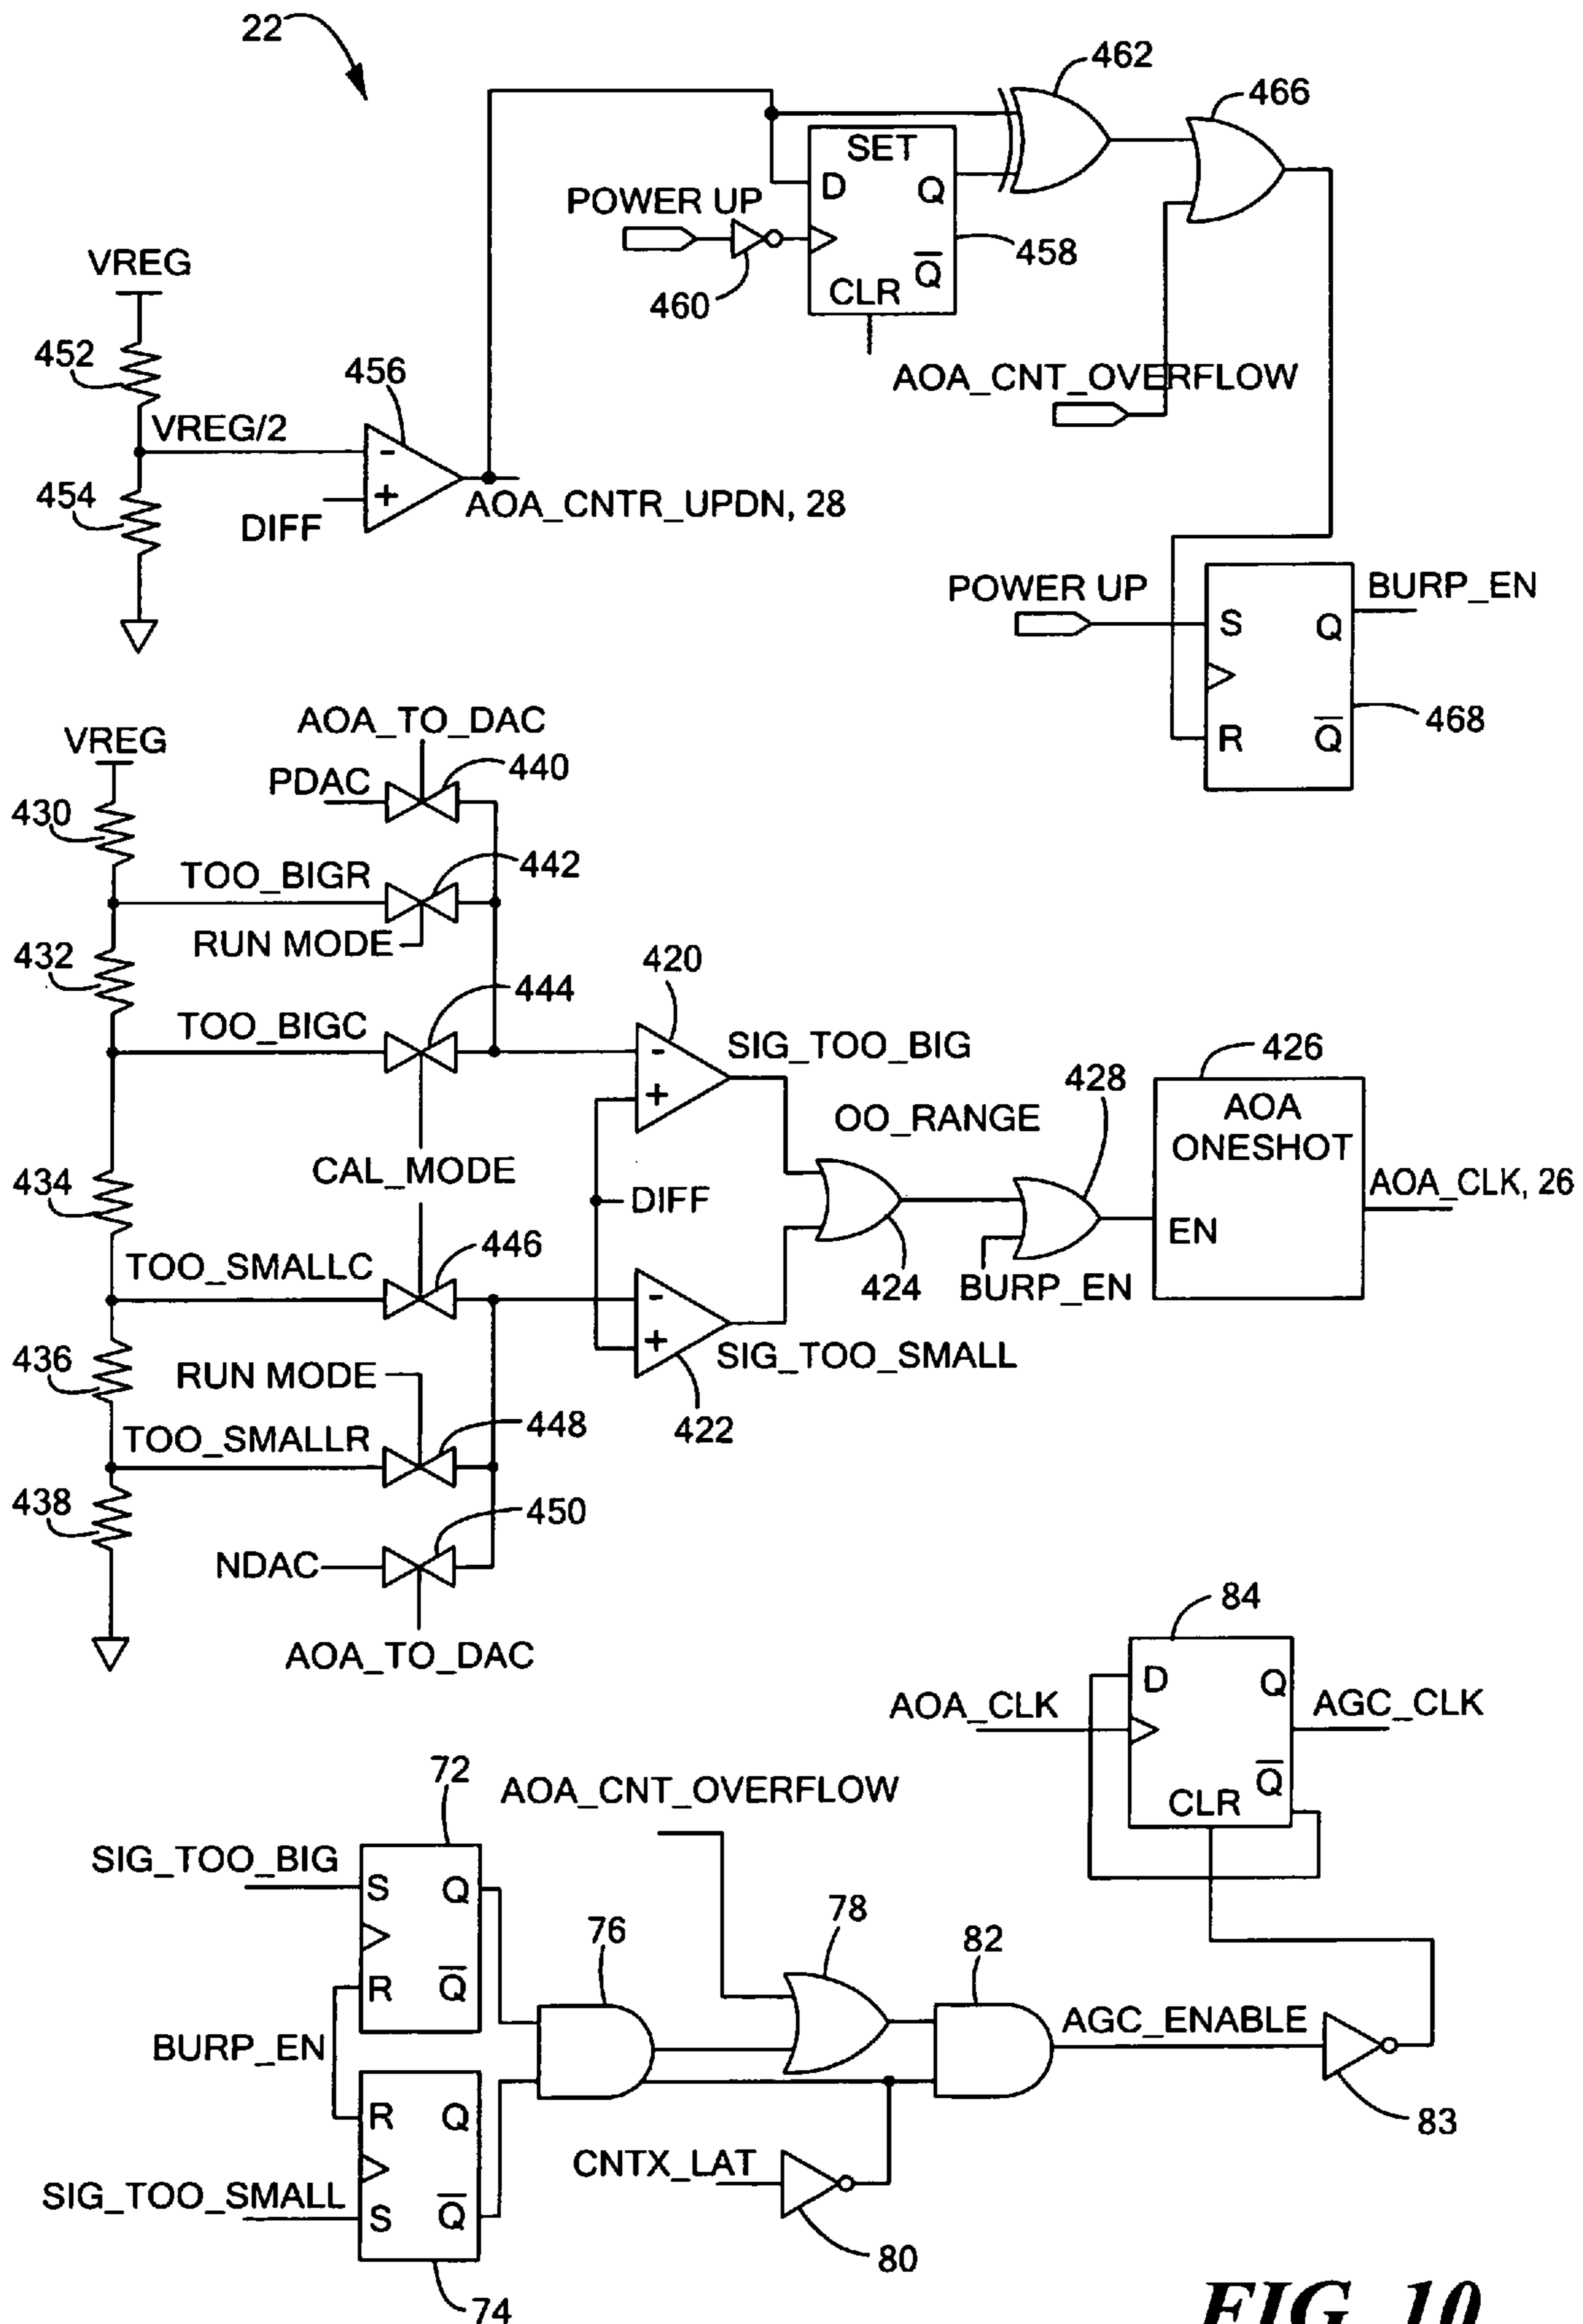 22
462
466
SET
D
Q
POWER UP
458
Q
460
CLR
VREG
452
456
AOA_CNT_OVERFLOW
VREG/2
-
+
454
DIFF
AOA_CNTR_UPDN, 28
POWER UP
BURP_EN
S
Q
468
R
Q
AOA_TO_DAC
VREG
PDAC
440
430
TOO_BIGR
442
RUN MODE
432
420
444
TOO_BIGC
-
SIG_TOO_BIG
+
426
428
AOA
ONESHOT
OO_RANGE
CAL_MODE
434
DIFF
AOA_CLK, 26
EN
446
TOO_SMALLC
424
BURP_EN
-
+
SIG_TOO_SMALL
436
RUN MODE
422
TOO_SMALLR
448
438
450
NDAC
AOA_TO_DAC
84
D
Q
AOA_CLK
AGC_CLK
Q
CLR
72
AOA_CNT_OVERFLOW
SIG_TOO_BIG
S
Q
76
78
82
R
Q
BURP_EN
AGC_ENABLE
R
Q
83
CNTX_LAT
SIG_TOO_SMALL
S
Q
80
74
FIG. 10